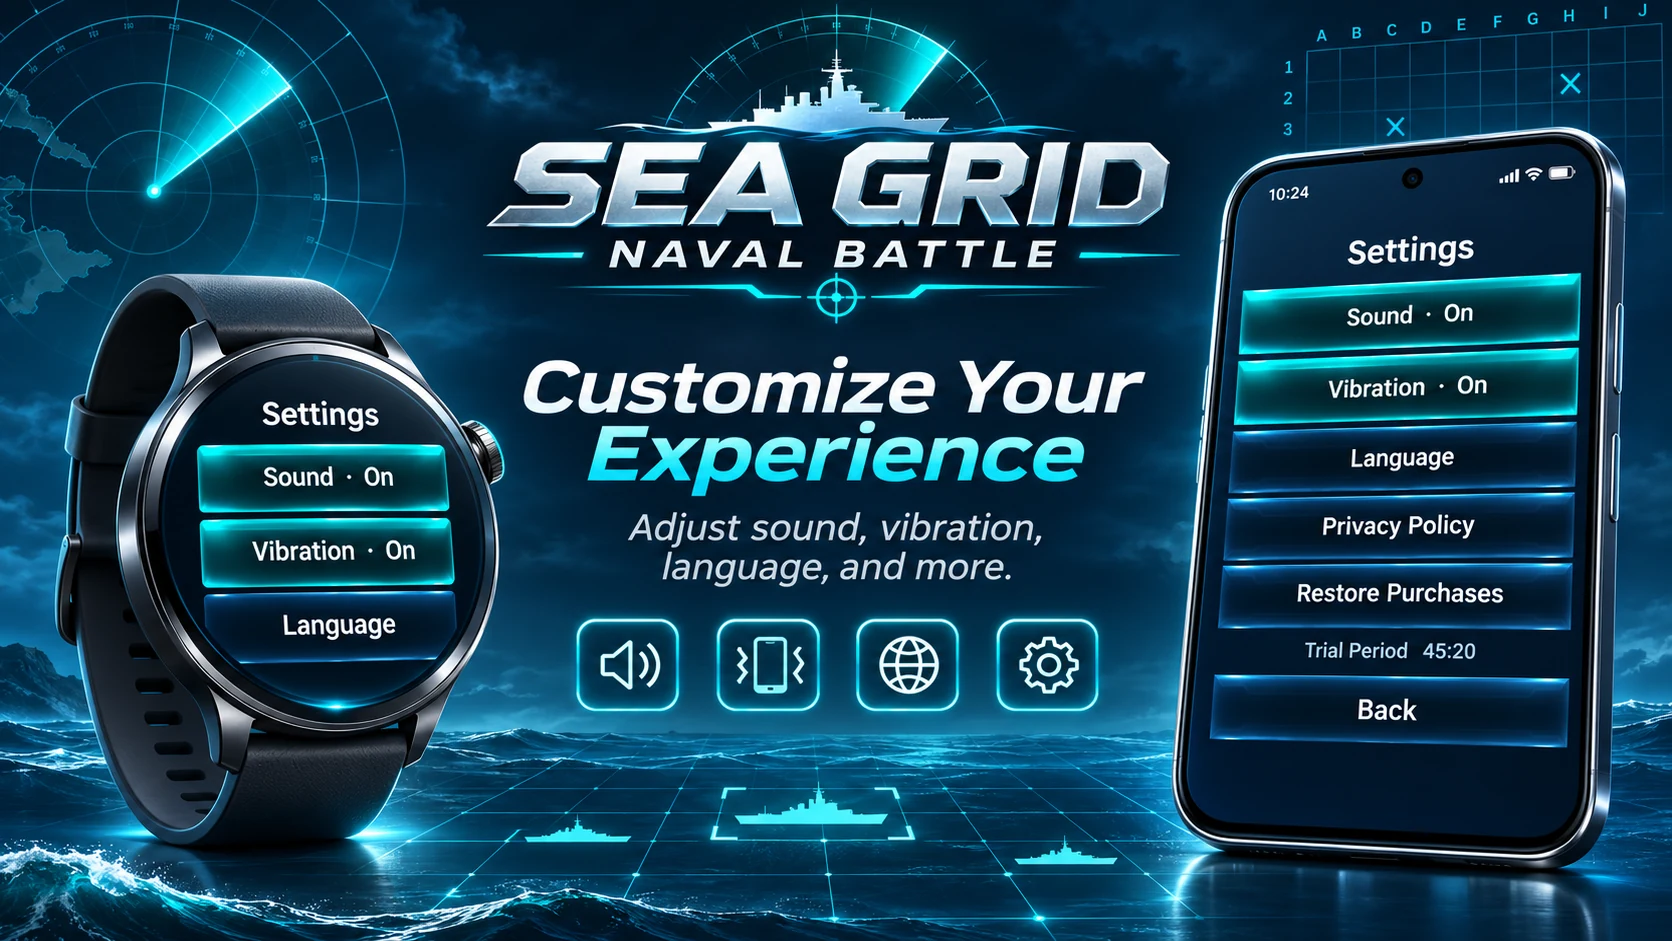 SEA GRID
NAVAL BATTLE
Customize Your
Experience
Adjust sound, vibration,
language, and more.
Settings
Sound · On
Vibration · On
Language
A B C D E F G H I J
1
2
3
10:24
Settings
Sound · On
Vibration · On
Language
Privacy Policy
Restore Purchases
Trial Period 45:20
Back